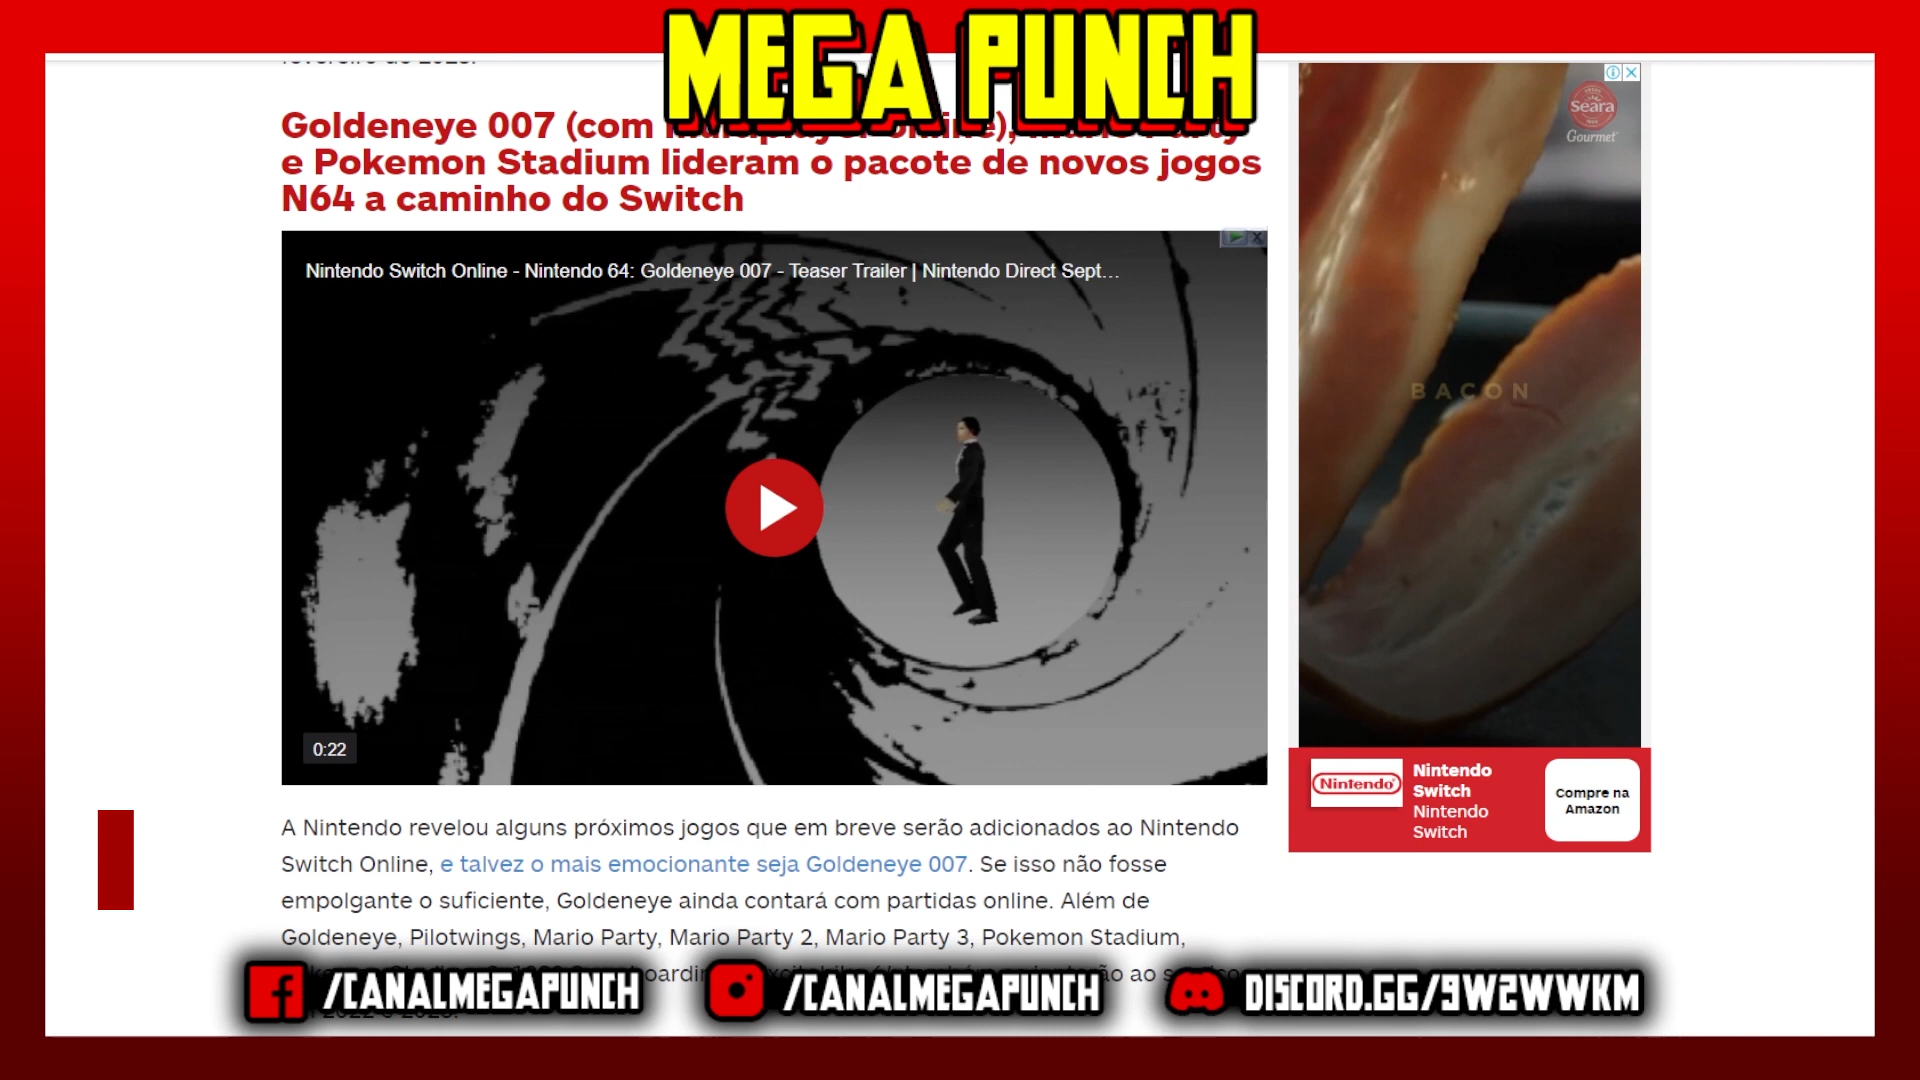 MEGA PUNCH
Goldeneye 007 (com
e Pokemon Stadium lideram o pacote de novos jogos
N64 a caminho do Switch
Nintendo Switch Online - Nintendo 64: Goldeneye 007 - Teaser Trailer | Nintendo Direct Sept...
0:22
A Nintendo revelou alguns próximos jogos que em breve serão adicionados ao Nintendo
Switch Online, e talvez o mais emocionante seja Goldeneye 007. Se isso não fosse
empolgante o suficiente, Goldeneye ainda contará com partidas online. Além de
Goldeneye, Pilotwings, Mario Party, Mario Party 2, Mario Party 3, Pokemon Stadium,
/CANALMEGAPUNCH
/CANALMEGAPUNCH
DISCORD.GG/9W2WWKM
Seara
Gourmet
BACON
Nintendo
Nintendo
Switch
Nintendo
Switch
Compre na
Amazon